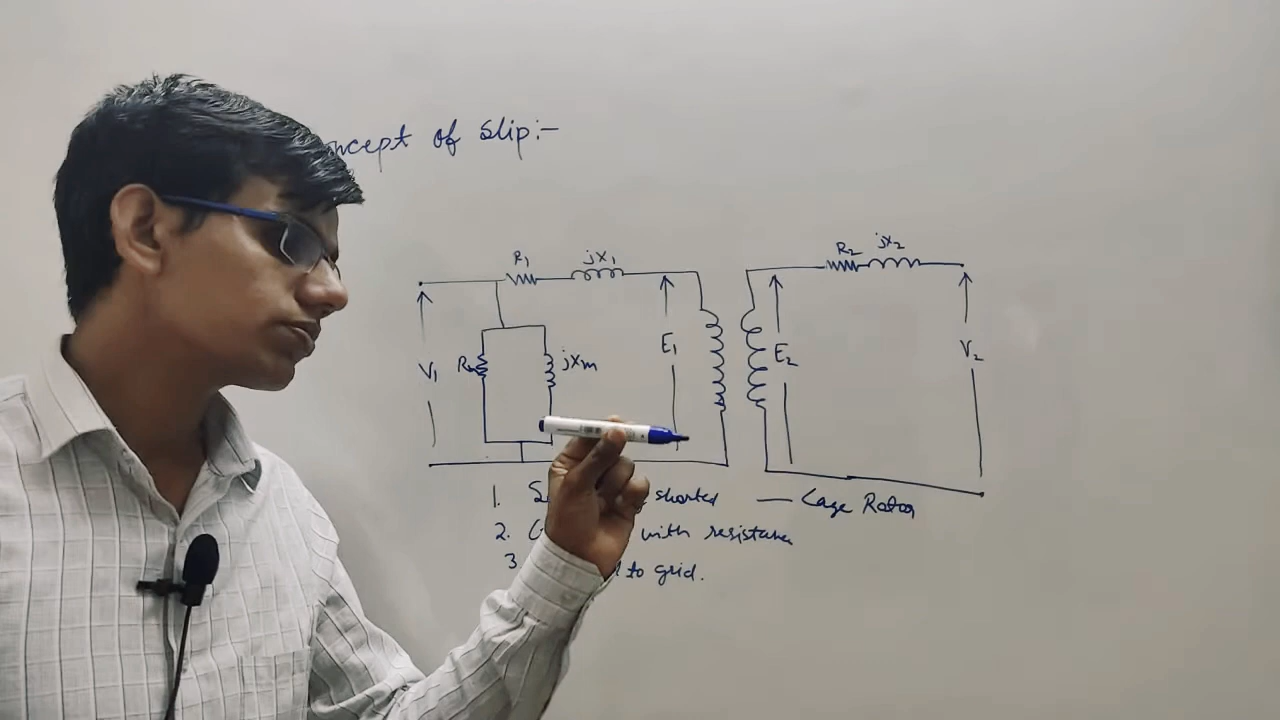 ncept of Slip:-
R1 jX1 R2 jX2
V1 jXm E1 E2 V2
1. shorted — Cage Rotor
2. with resistance
3 to grid.